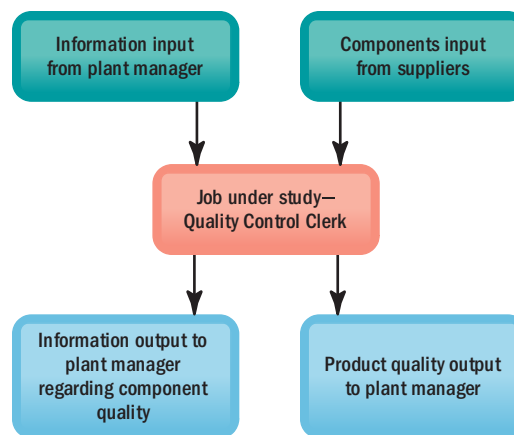 Information input
from plant manager
Components input
from suppliers
Job under study—
Quality Control Clerk
Information output to
plant manager
regarding component
quality
Product quality output
to plant manager